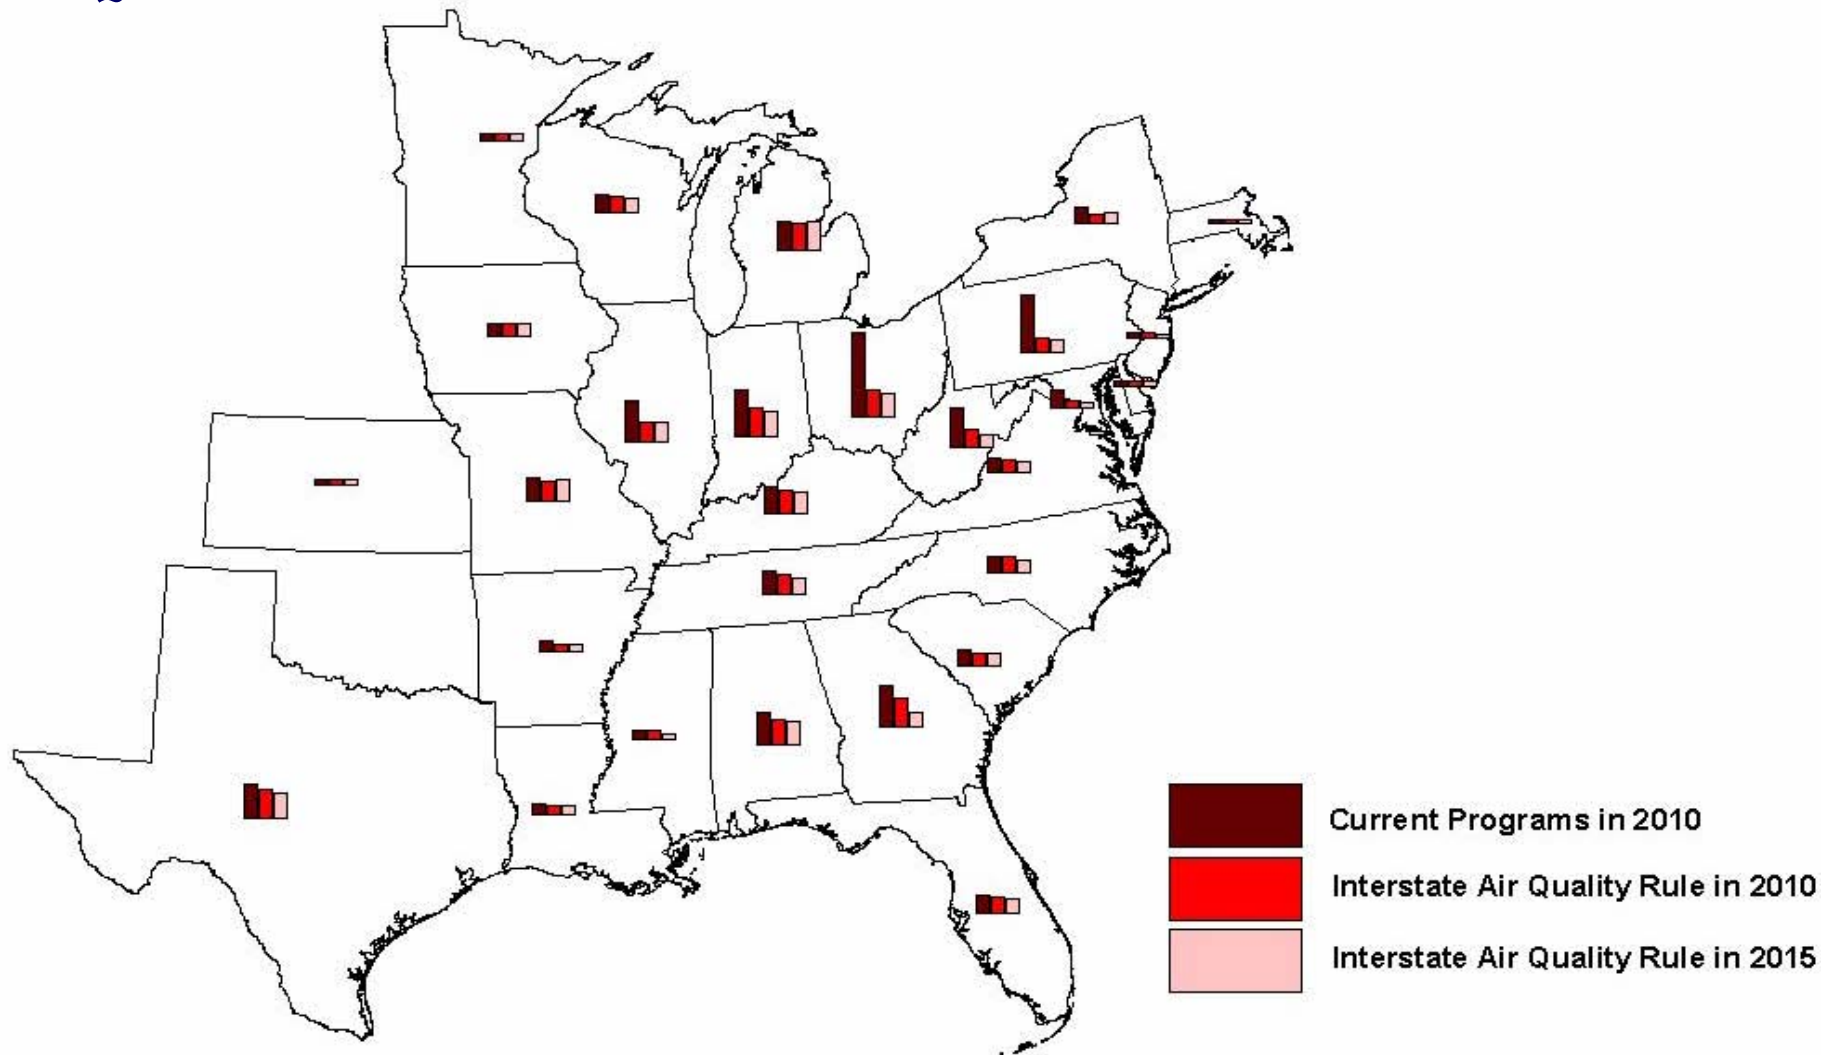 Current Programs in 2010
Interstate Air Quality Rule in 2010
Interstate Air Quality Rule in 2015